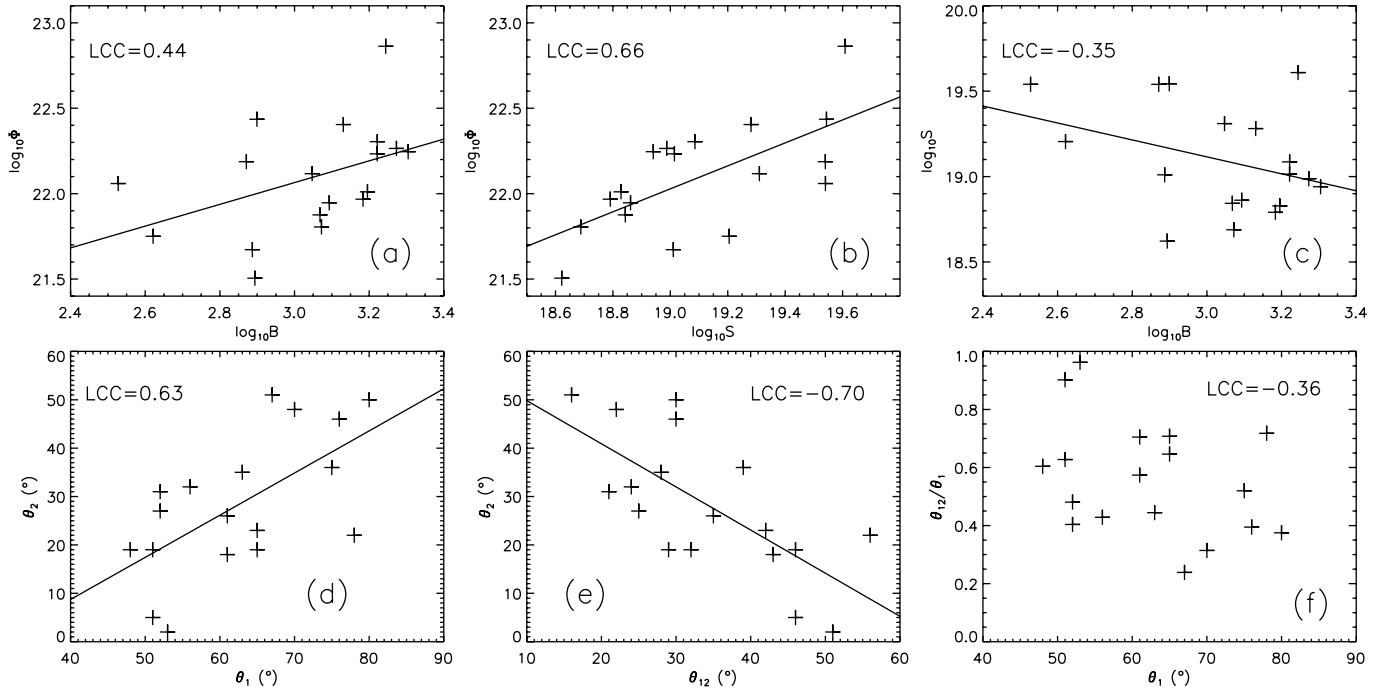 23.0
22.5
22.0
21.5
log₁₀Φ
LCC=0.44
(a)
2.4 2.6 2.8 3.0 3.2 3.4
log₁₀B
23.0
22.5
22.0
21.5
log₁₀Φ
LCC=0.66
(b)
18.6 18.8 19.0 19.2 19.4 19.6
log₁₀S
20.0
19.5
19.0
18.5
log₁₀S
LCC=−0.35
(c)
2.4 2.6 2.8 3.0 3.2 3.4
log₁₀B
60
50
40
30
20
10
0
θ₂ (°)
LCC=0.63
(d)
40 50 60 70 80 90
θ₁ (°)
60
50
40
30
20
10
0
θ₂ (°)
LCC=−0.70
(e)
10 20 30 40 50 60
θ₁₂ (°)
1.0
0.8
0.6
0.4
0.2
0.0
θ₁₂/θ₁
LCC=−0.36
(f)
40 50 60 70 80 90
θ₁ (°)